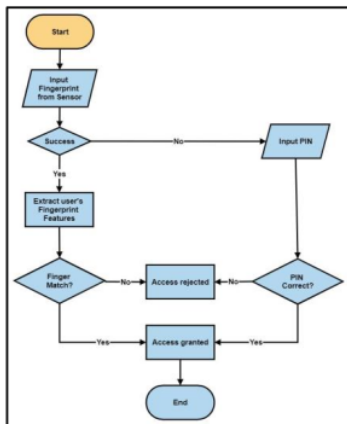 Start
Input
Fingerprint
from Sensor
Success
No
Input PIN
Yes
Extract user's
Fingerprint
Features
Finger
Match?
No
Access rejected
No
PIN
Correct?
Yes
Access granted
Yes
End